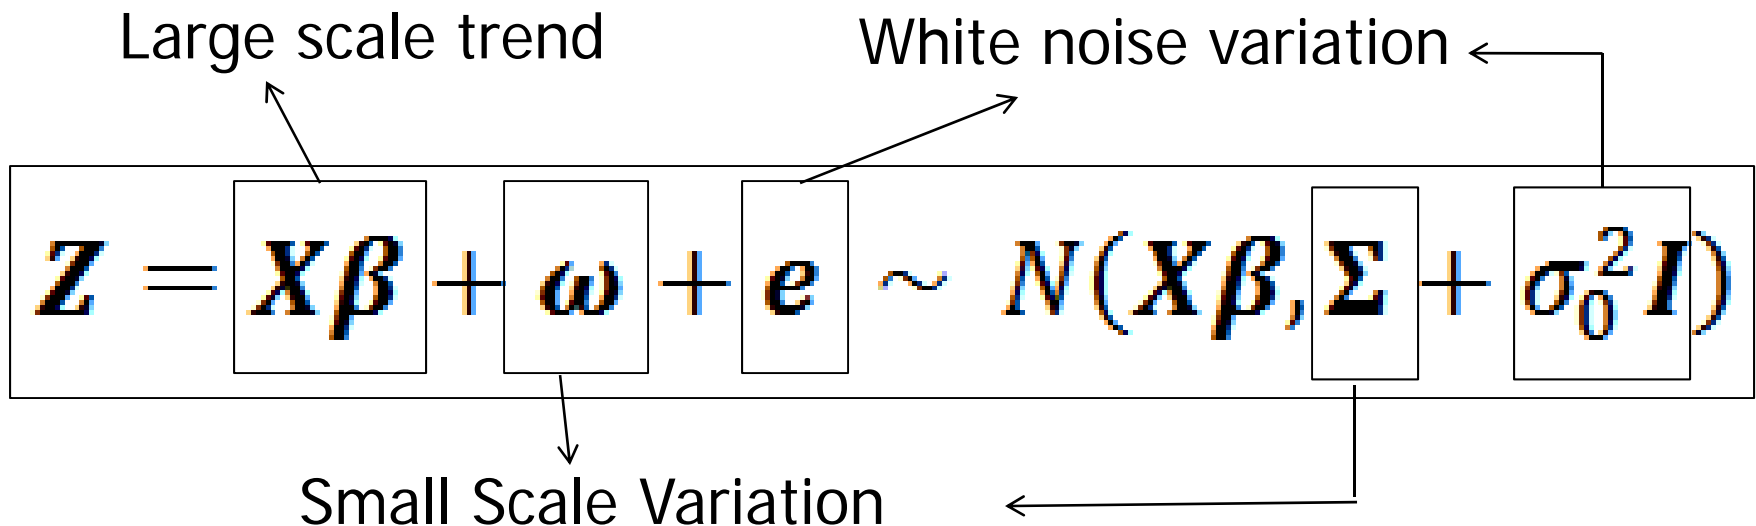 Large scale trend
White noise variation
Z = Xβ + ω + e ~ N(Xβ, Σ + σ₀²I)
Small Scale Variation